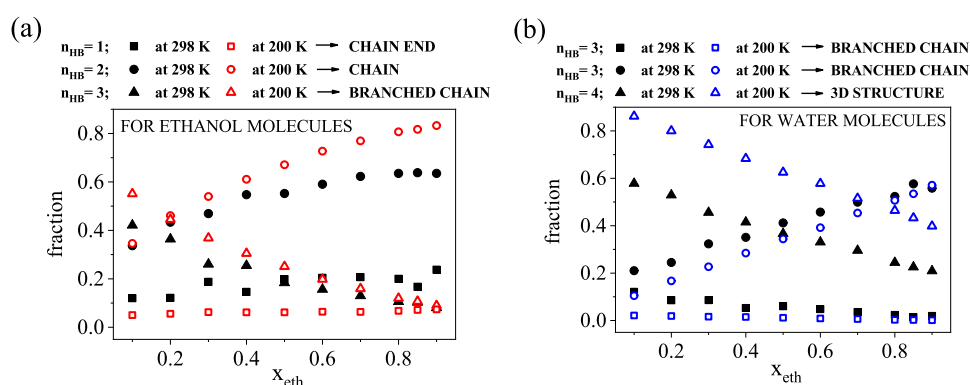 (a)
n_HB= 1; at 298 K at 200 K CHAIN END
n_HB= 2; at 298 K at 200 K CHAIN
n_HB= 3; at 298 K at 200 K BRANCHED CHAIN
FOR ETHANOL MOLECULES
0.8
0.6
0.4
0.2
0.0
fraction
0.2 0.4 0.6 0.8
x_eth
(b)
n_HB= 3; at 298 K at 200 K BRANCHED CHAIN
n_HB= 3; at 298 K at 200 K BRANCHED CHAIN
n_HB= 4; at 298 K at 200 K 3D STRUCTURE
FOR WATER MOLECULES
0.8
0.6
0.4
0.2
0.0
fraction
0.2 0.4 0.6 0.8
x_eth